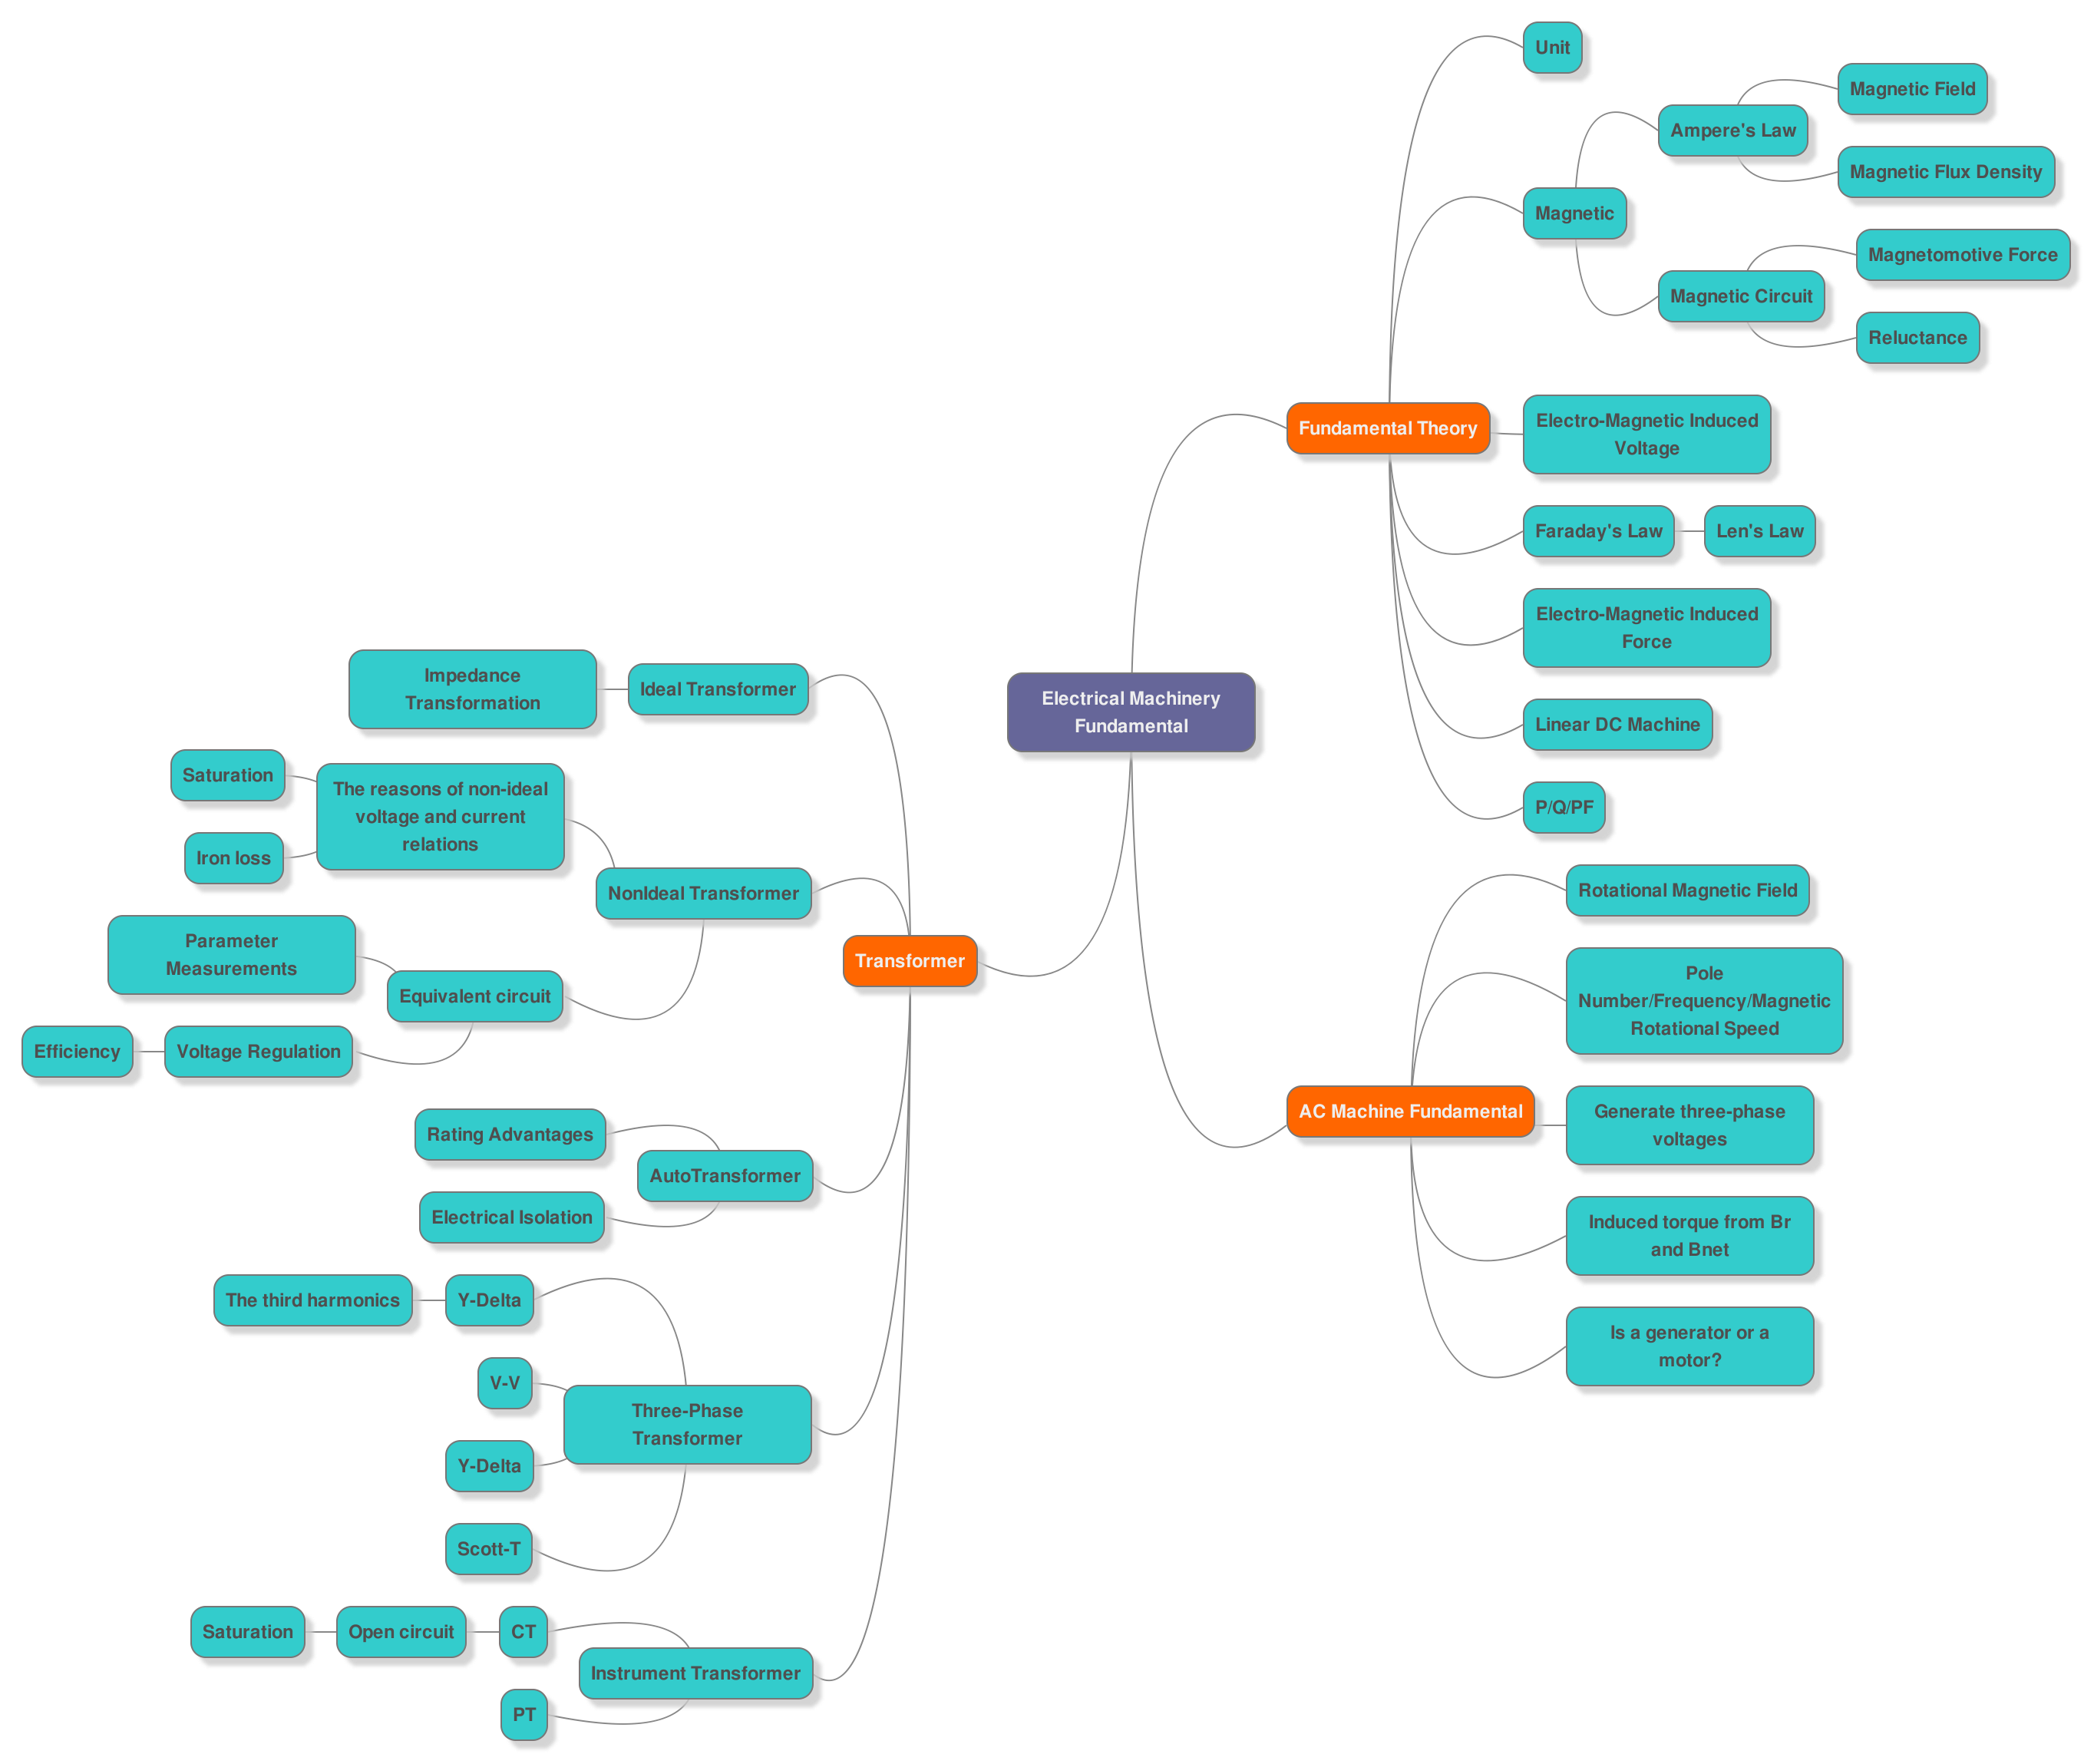 Electrical Machinery
Fundamental
Fundamental Theory
Unit
Magnetic
Ampere's Law
Magnetic Field
Magnetic Flux Density
Magnetic Circuit
Magnetomotive Force
Reluctance
Electro-Magnetic Induced
Voltage
Faraday's Law
Len's Law
Electro-Magnetic Induced
Force
Linear DC Machine
P/Q/PF
AC Machine Fundamental
Rotational Magnetic Field
Pole
Number/Frequency/Magnetic
Rotational Speed
Generate three-phase
voltages
Induced torque from Br
and Bnet
Is a generator or a
motor?
Transformer
Ideal Transformer
Impedance
Transformation
NonIdeal Transformer
The reasons of non-ideal
voltage and current
relations
Saturation
Iron loss
Equivalent circuit
Parameter
Measurements
Voltage Regulation
Efficiency
AutoTransformer
Rating Advantages
Electrical Isolation
Three-Phase
Transformer
Y-Delta
The third harmonics
V-V
Y-Delta
Scott-T
Instrument Transformer
CT
Open circuit
Saturation
PT